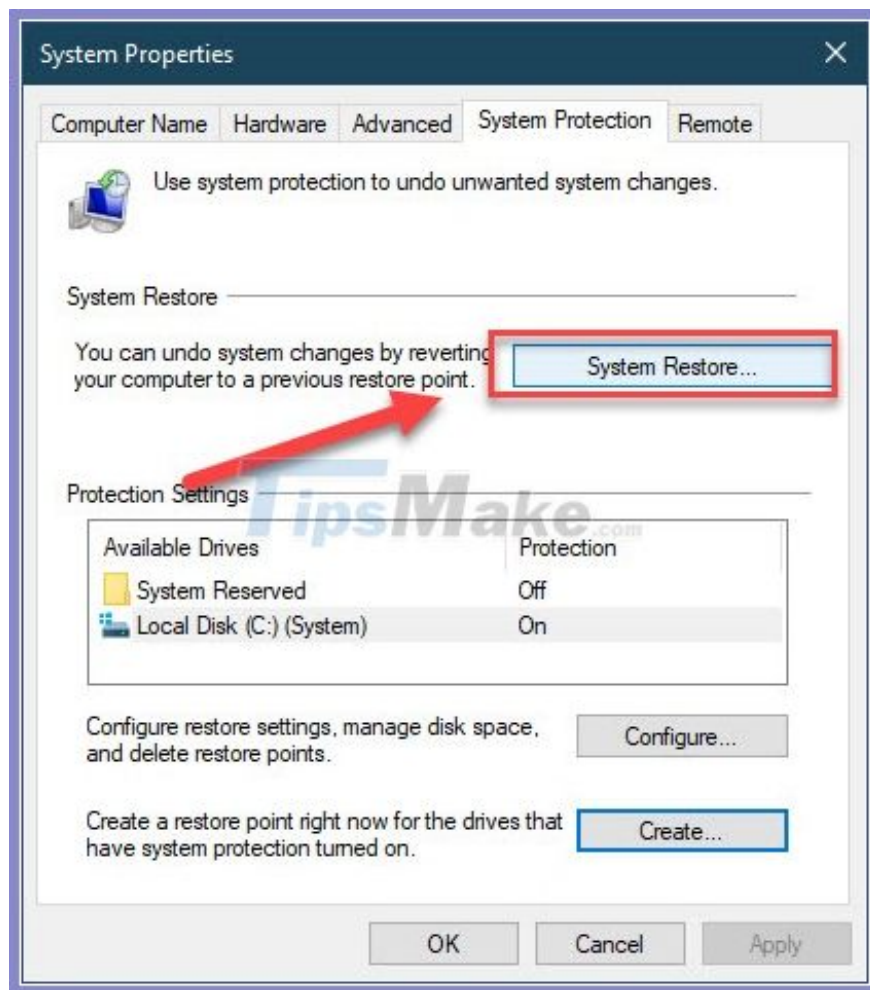 System Properties
Computer Name Hardware Advanced System Protection Remote
Use system protection to undo unwanted system changes.
System Restore
You can undo system changes by reverting
your computer to a previous restore point.
System Restore...
Protection Settings
TipsMake.com
Available Drives Protection
System Reserved Off
Local Disk (C:) (System) On
Configure restore settings, manage disk space,
and delete restore points.
Configure...
Create a restore point right now for the drives that
have system protection turned on.
Create...
OK Cancel Apply